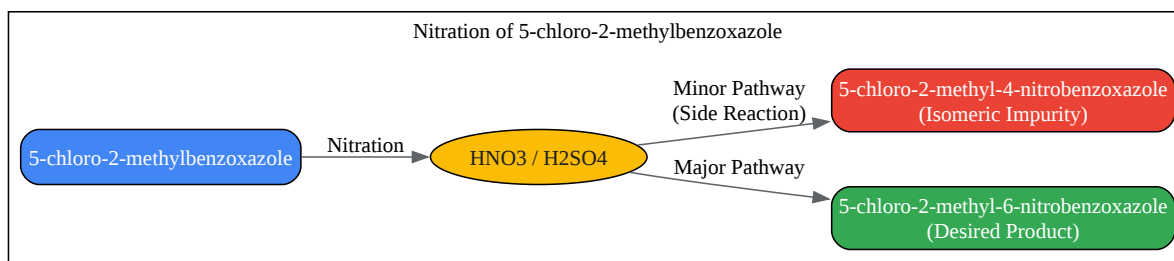 Nitration of 5-chloro-2-methylbenzoxazole
5-chloro-2-methylbenzoxazole
Nitration
HNO3 / H2SO4
Minor Pathway
(Side Reaction)
5-chloro-2-methyl-4-nitrobenzoxazole
(Isomeric Impurity)
Major Pathway
5-chloro-2-methyl-6-nitrobenzoxazole
(Desired Product)